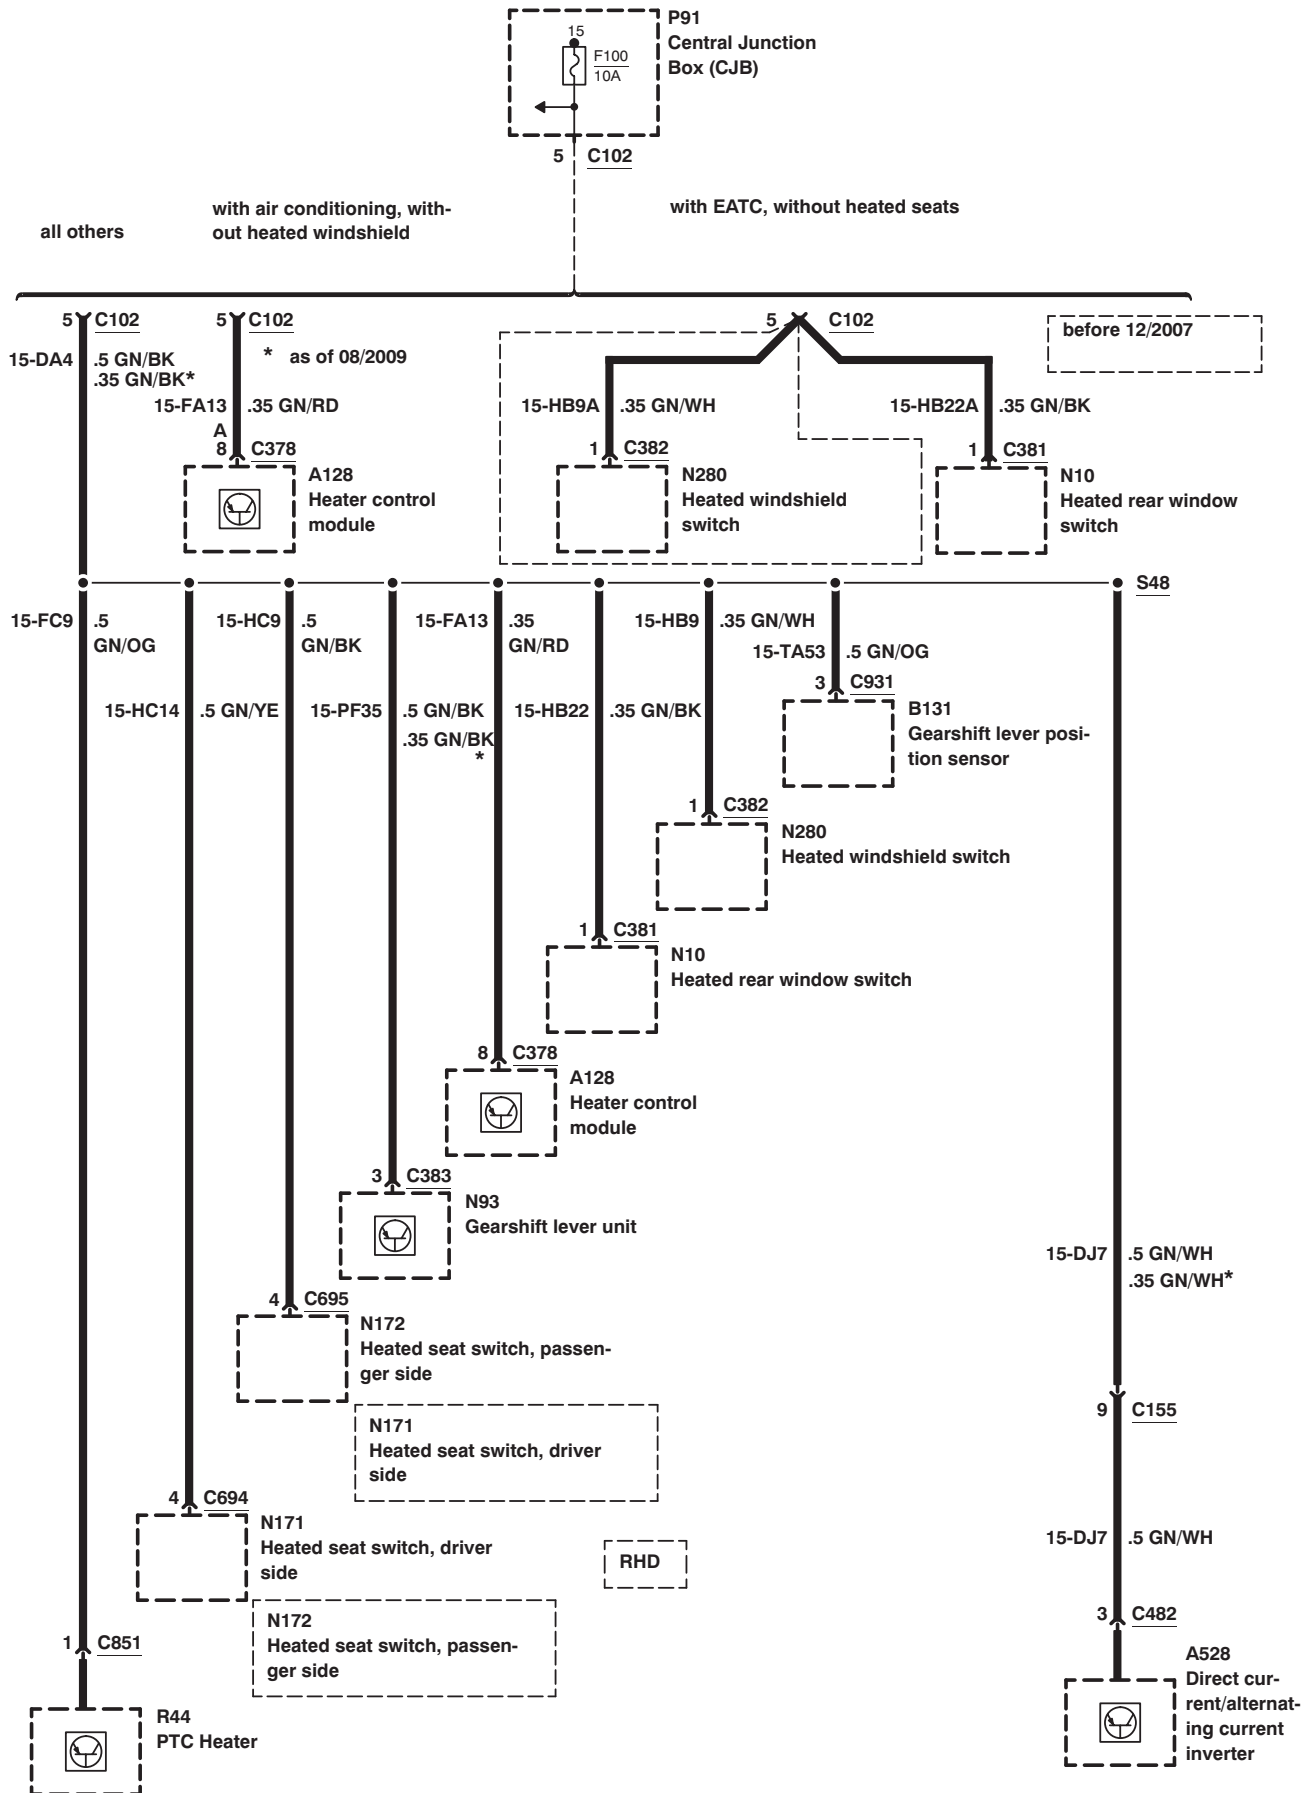 P91
Central Junction
Box (CJB)
15
F100
10A
5 C102
all others
with air conditioning, with-
out heated windshield
with EATC, without heated seats
5 C102
15-DA4 .5 GN/BK
.35 GN/BK*
5 C102
* as of 08/2009
15-FA13 .35 GN/RD
A
8 C378
A128
Heater control
module
5 C102
before 12/2007
15-HB9A .35 GN/WH
1 C382
N280
Heated windshield
switch
15-HB22A .35 GN/BK
1 C381
N10
Heated rear window
switch
S48
15-FC9 .5
GN/OG
15-HC9 .5
GN/BK
15-FA13 .35
GN/RD
15-HB9 .35 GN/WH
15-TA53 .5 GN/OG
3 C931
B131
Gearshift lever posi-
tion sensor
15-HC14 .5 GN/YE
15-PF35 .5 GN/BK
.35 GN/BK
*
15-HB22 .35 GN/BK
1 C382
N280
Heated windshield switch
1 C381
N10
Heated rear window switch
8 C378
A128
Heater control
module
3 C383
N93
Gearshift lever unit
15-DJ7 .5 GN/WH
.35 GN/WH*
4 C695
N172
Heated seat switch, passen-
ger side
N171
Heated seat switch, driver
side
9 C155
4 C694
N171
Heated seat switch, driver
side
RHD
15-DJ7 .5 GN/WH
N172
Heated seat switch, passen-
ger side
3 C482
1 C851
A528
Direct cur-
rent/alternat-
ing current
inverter
R44
PTC Heater